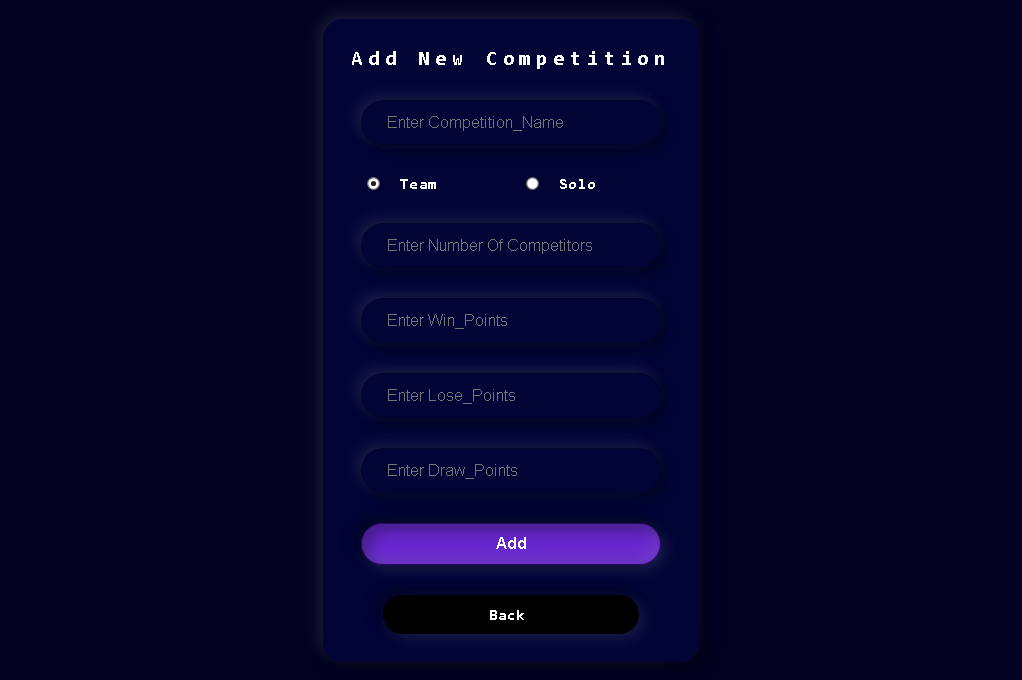 Add New Competition
Enter Competition_Name
Team Solo
Enter Number Of Competitors
Enter Win_Points
Enter Lose_Points
Enter Draw_Points
Add
Back